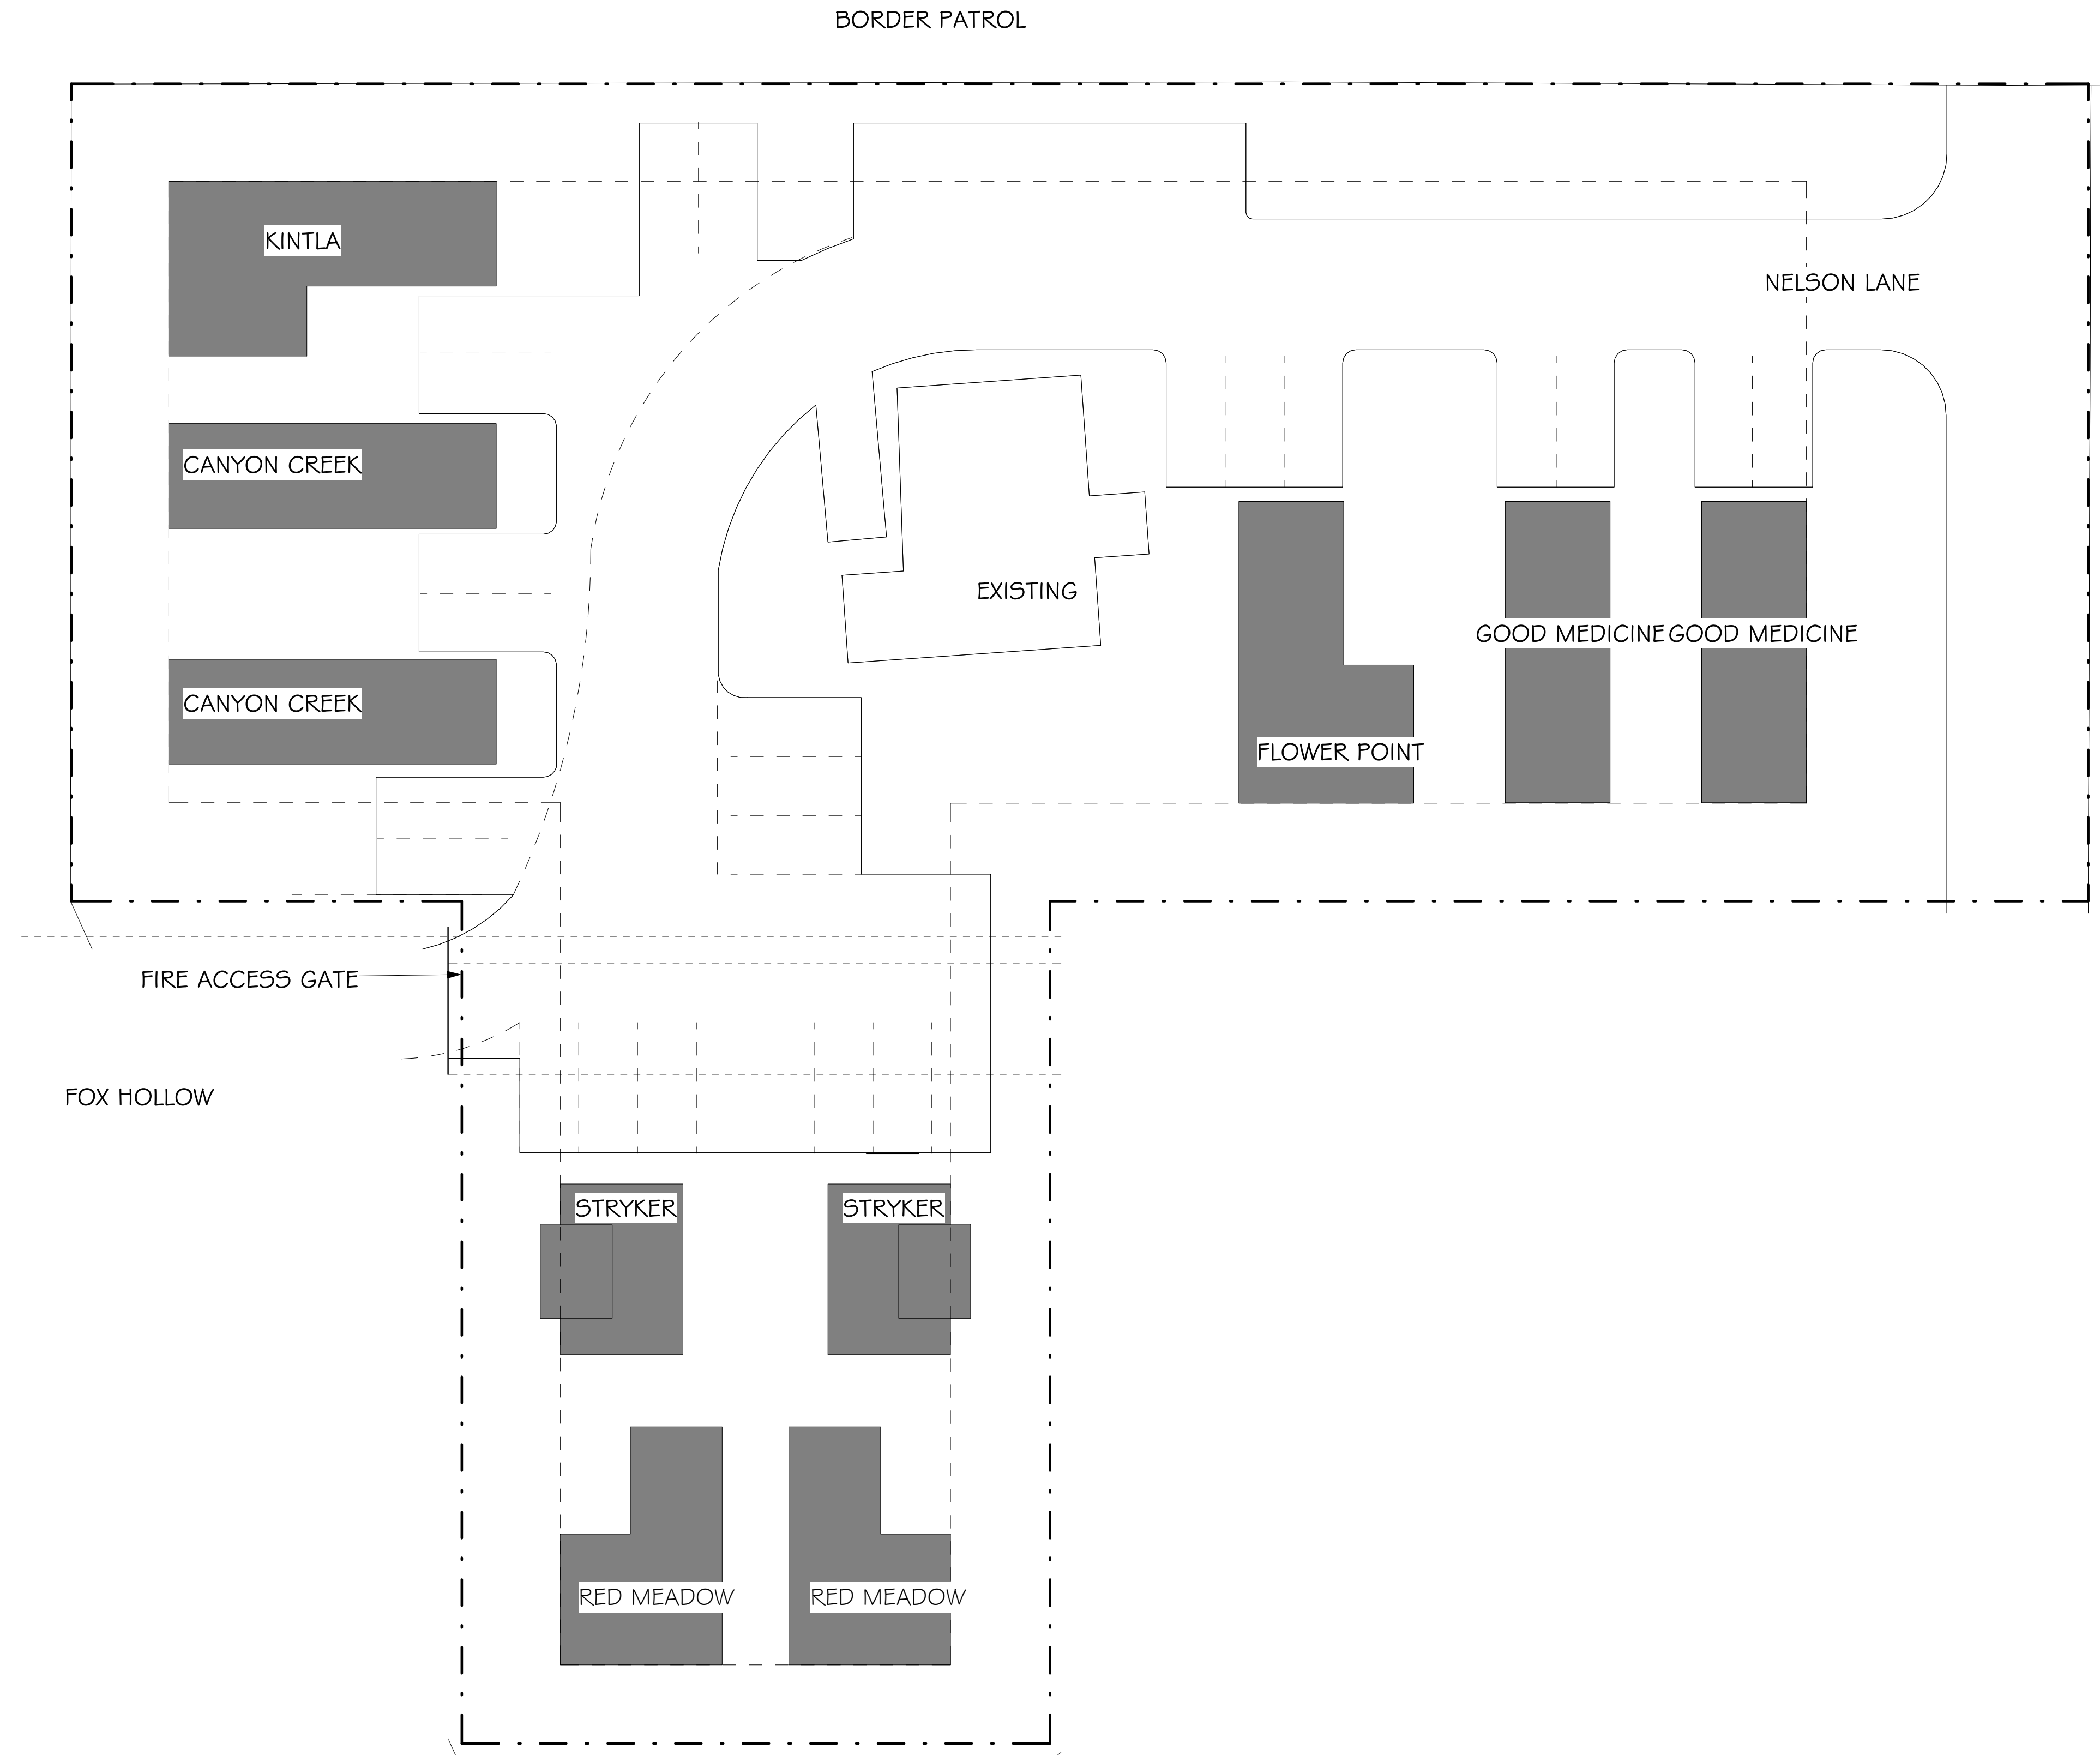 BORDER PATROL
KINTLA
NELSON LANE
CANYON CREEK
EXISTING
GOOD MEDICINE
GOOD MEDICINE
CANYON CREEK
FLOWER POINT
FIRE ACCESS GATE
FOX HOLLOW
STRYKER
STRYKER
RED MEADOW
RED MEADOW